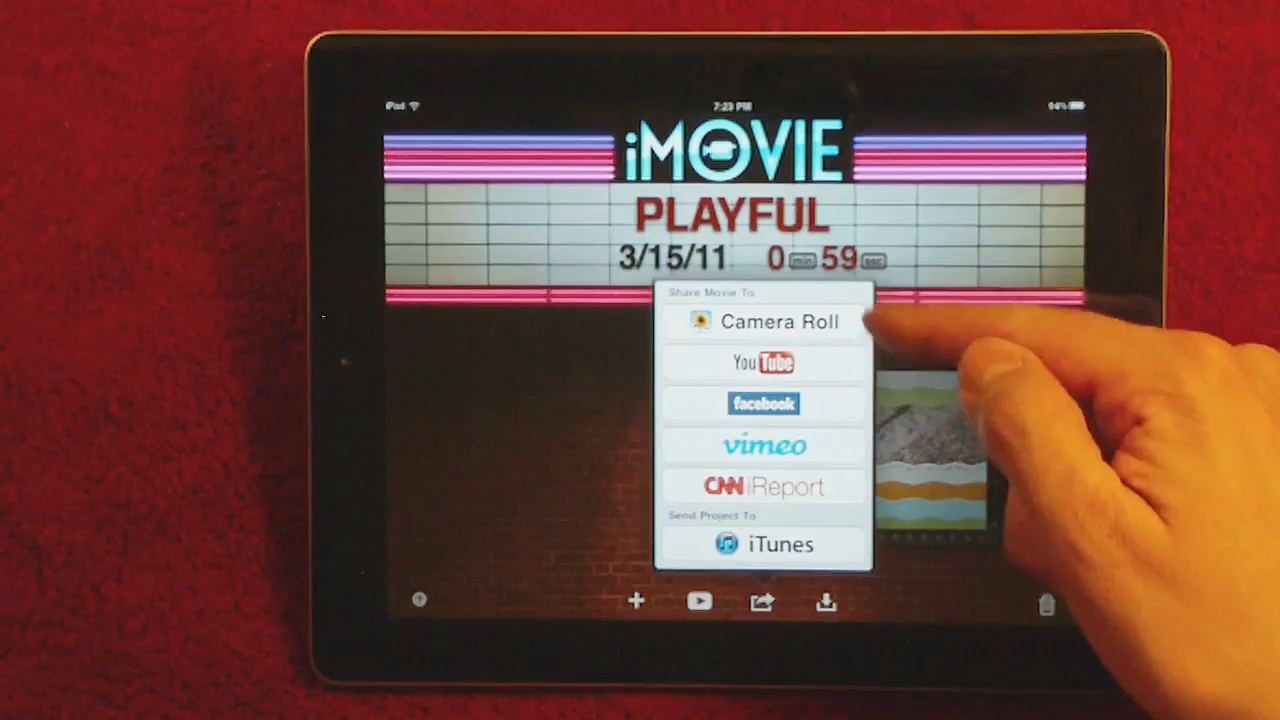 iPad
7:23 PM
94%
iMOVIE
PLAYFUL
3/15/11 0 min 59 sec
Share Movie To
Camera Roll
YouTube
facebook
vimeo
CNN iReport
Send Project To
iTunes